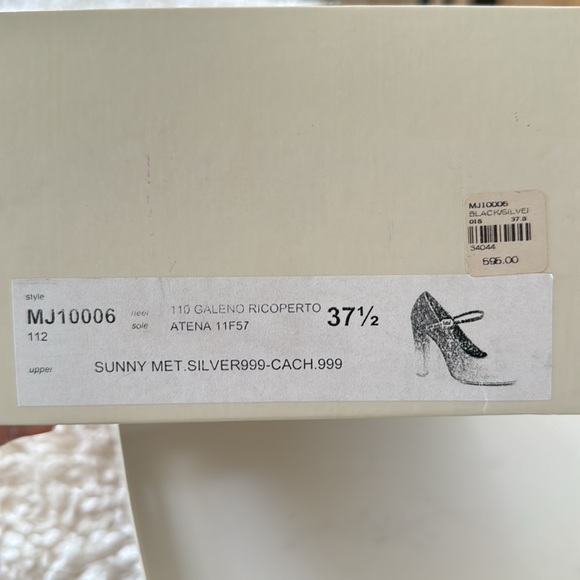 MJ10006
BLACK/SILVE
018 37.5
34044
595.00
style
MJ10006
112
heel 110 GALENO RICOPERTO
sole ATENA 11F57
37½
upper SUNNY MET.SILVER999-CACH.999